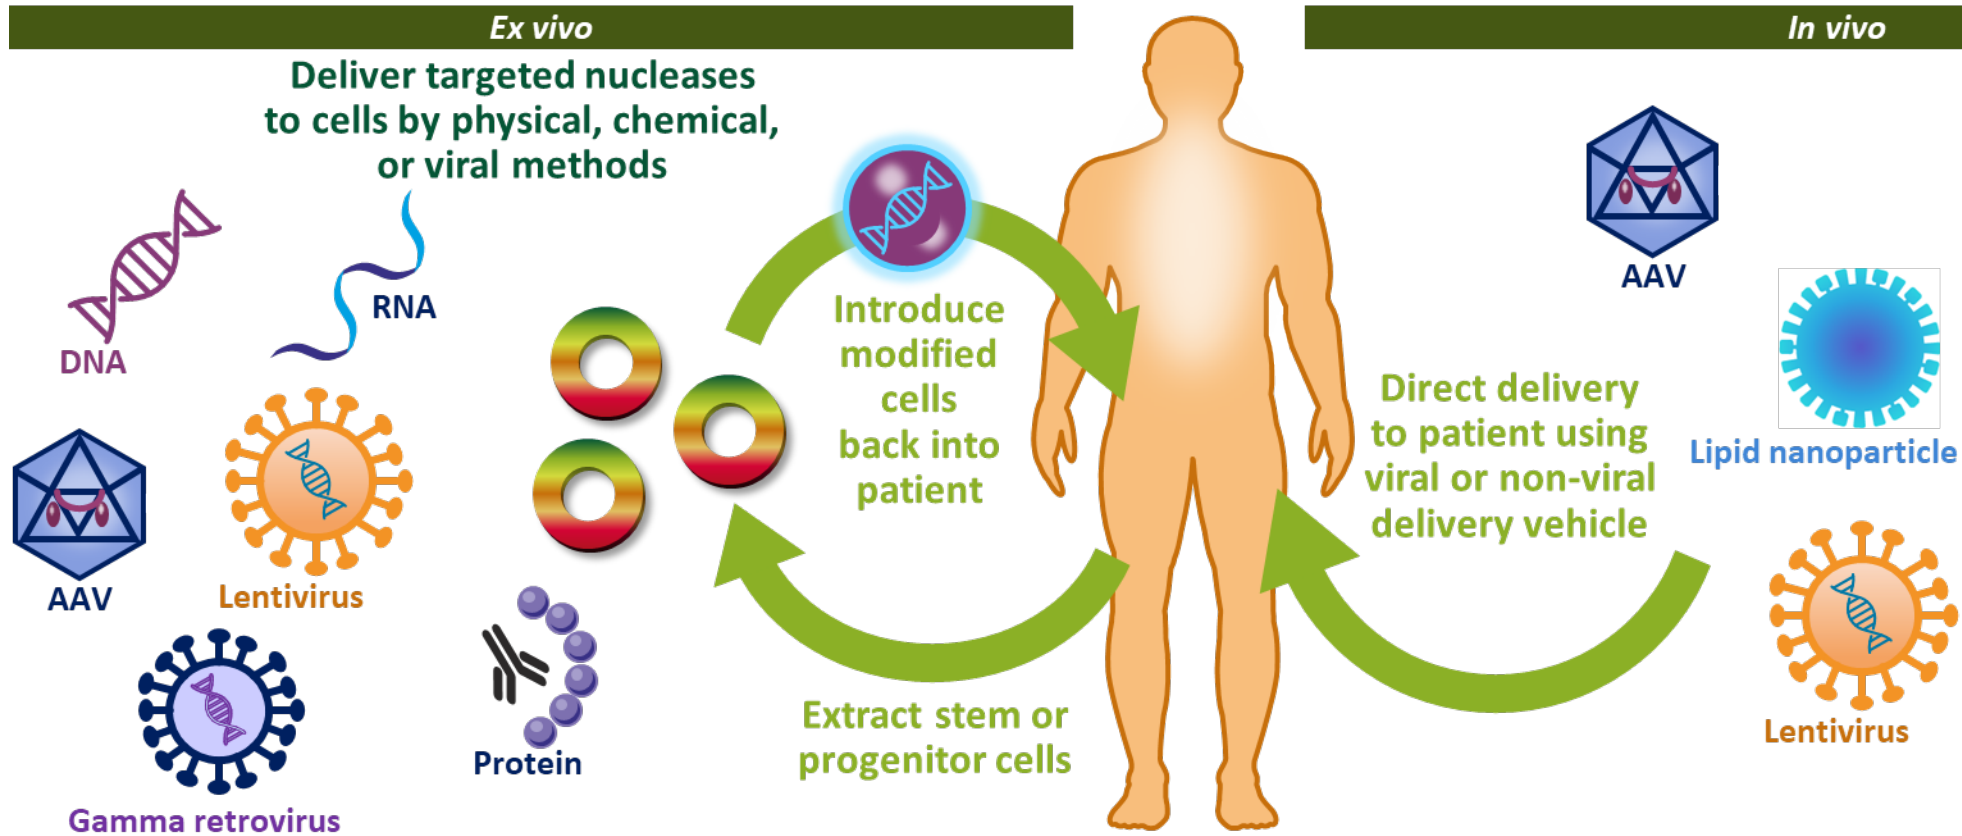 Ex vivo
In vivo
Deliver targeted nucleases
to cells by physical, chemical,
or viral methods
DNA
RNA
AAV
Lentivirus
Gamma retrovirus
Protein
Introduce
modified
cells
back into
patient
Extract stem or
progenitor cells
Direct delivery
to patient using
viral or non-viral
delivery vehicle
AAV
Lipid nanoparticle
Lentivirus